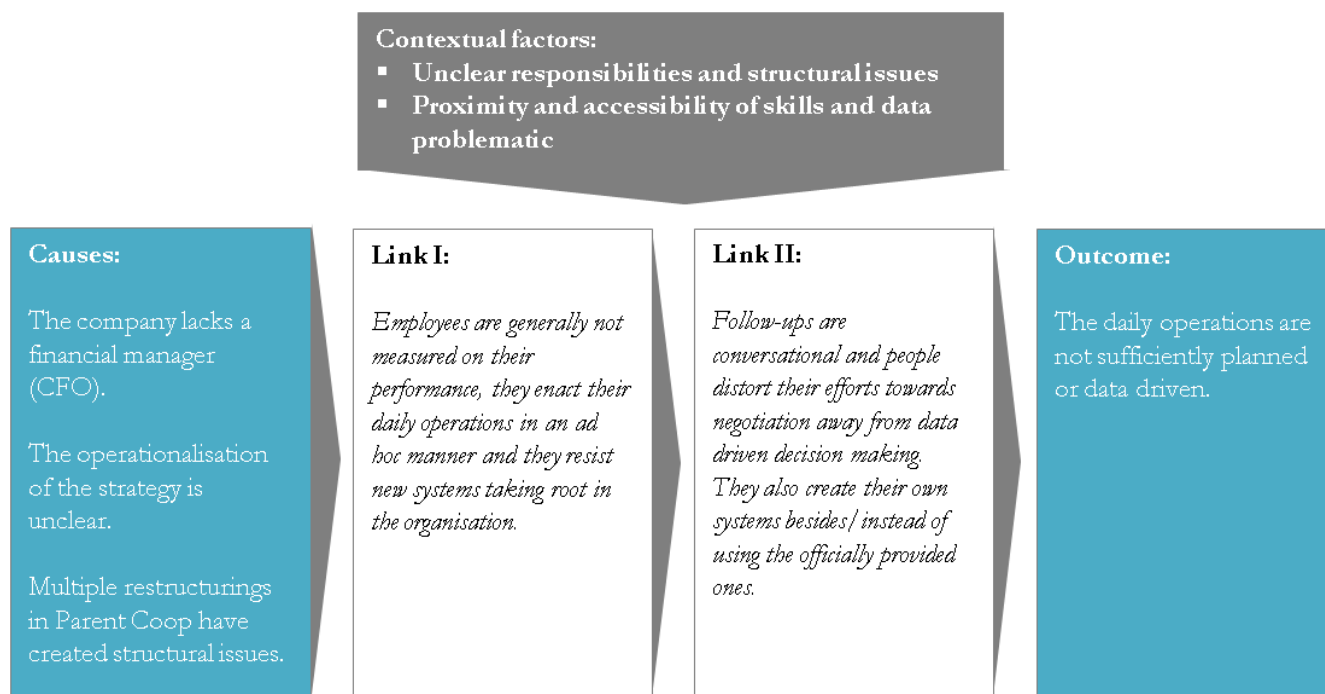 Contextual factors:
▪ Unclear responsibilities and structural issues
▪ Proximity and accessibility of skills and data
problematic
Causes:
The company lacks a
financial manager
(CFO).
The operationalisation
of the strategy is
unclear.
Multiple restructurings
in Parent Coop have
created structural issues.
Link I:
Employees are generally not
measured on their
performance, they enact their
daily operations in an ad
hoc manner and they resist
new systems taking root in
the organisation.
Link II:
Follow-ups are
conversational and people
distort their efforts towards
negotiation away from data
driven decision making.
They also create their own
systems besides/instead of
using the officially provided
ones.
Outcome:
The daily operations are
not sufficiently planned
or data driven.